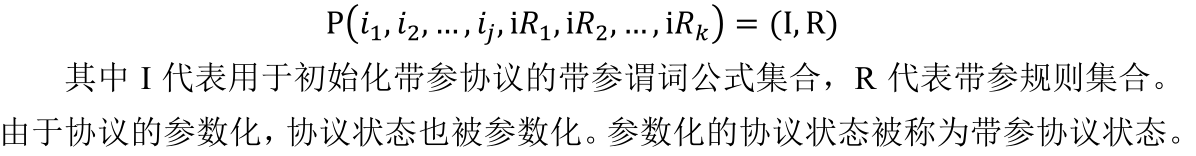 P(i₁, i₂, …, iⱼ, iR₁, iR₂, …, iRₖ) = (I, R)
其中 I 代表用于初始化带参协议的带参谓词公式集合，R 代表带参规则集合。
由于协议的参数化，协议状态也被参数化。参数化的协议状态被称为带参协议状态。